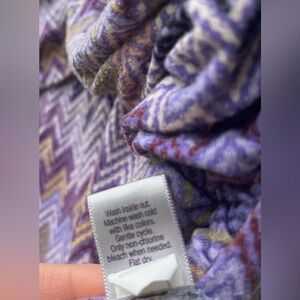 Wash inside out.
Machine wash cold
with like colors.
Gentle cycle.
Only non-chlorine
bleach when needed.
Flat dry.